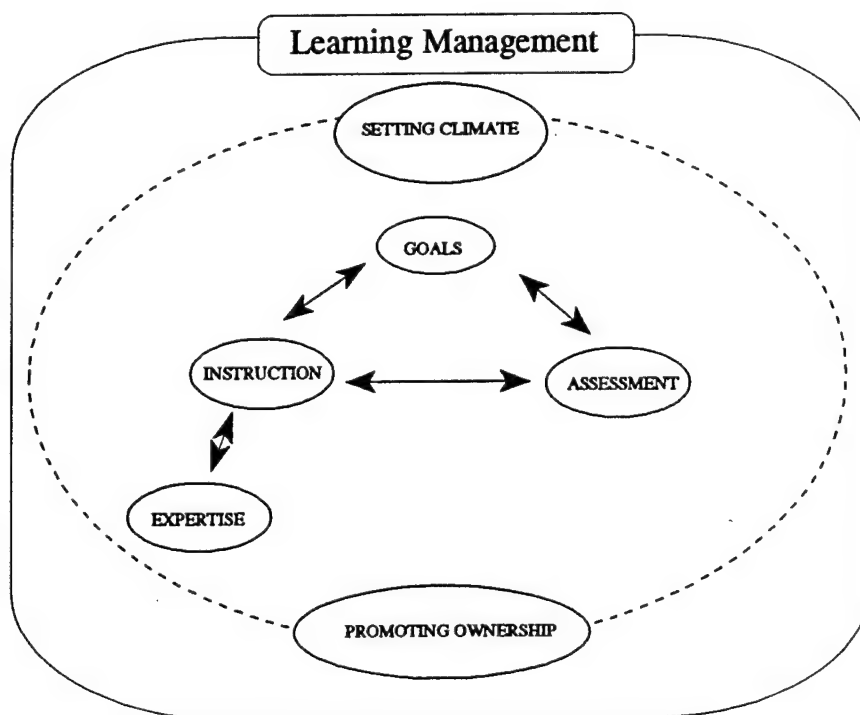 Learning Management
SETTING CLIMATE
GOALS
INSTRUCTION
ASSESSMENT
EXPERTISE
PROMOTING OWNERSHIP